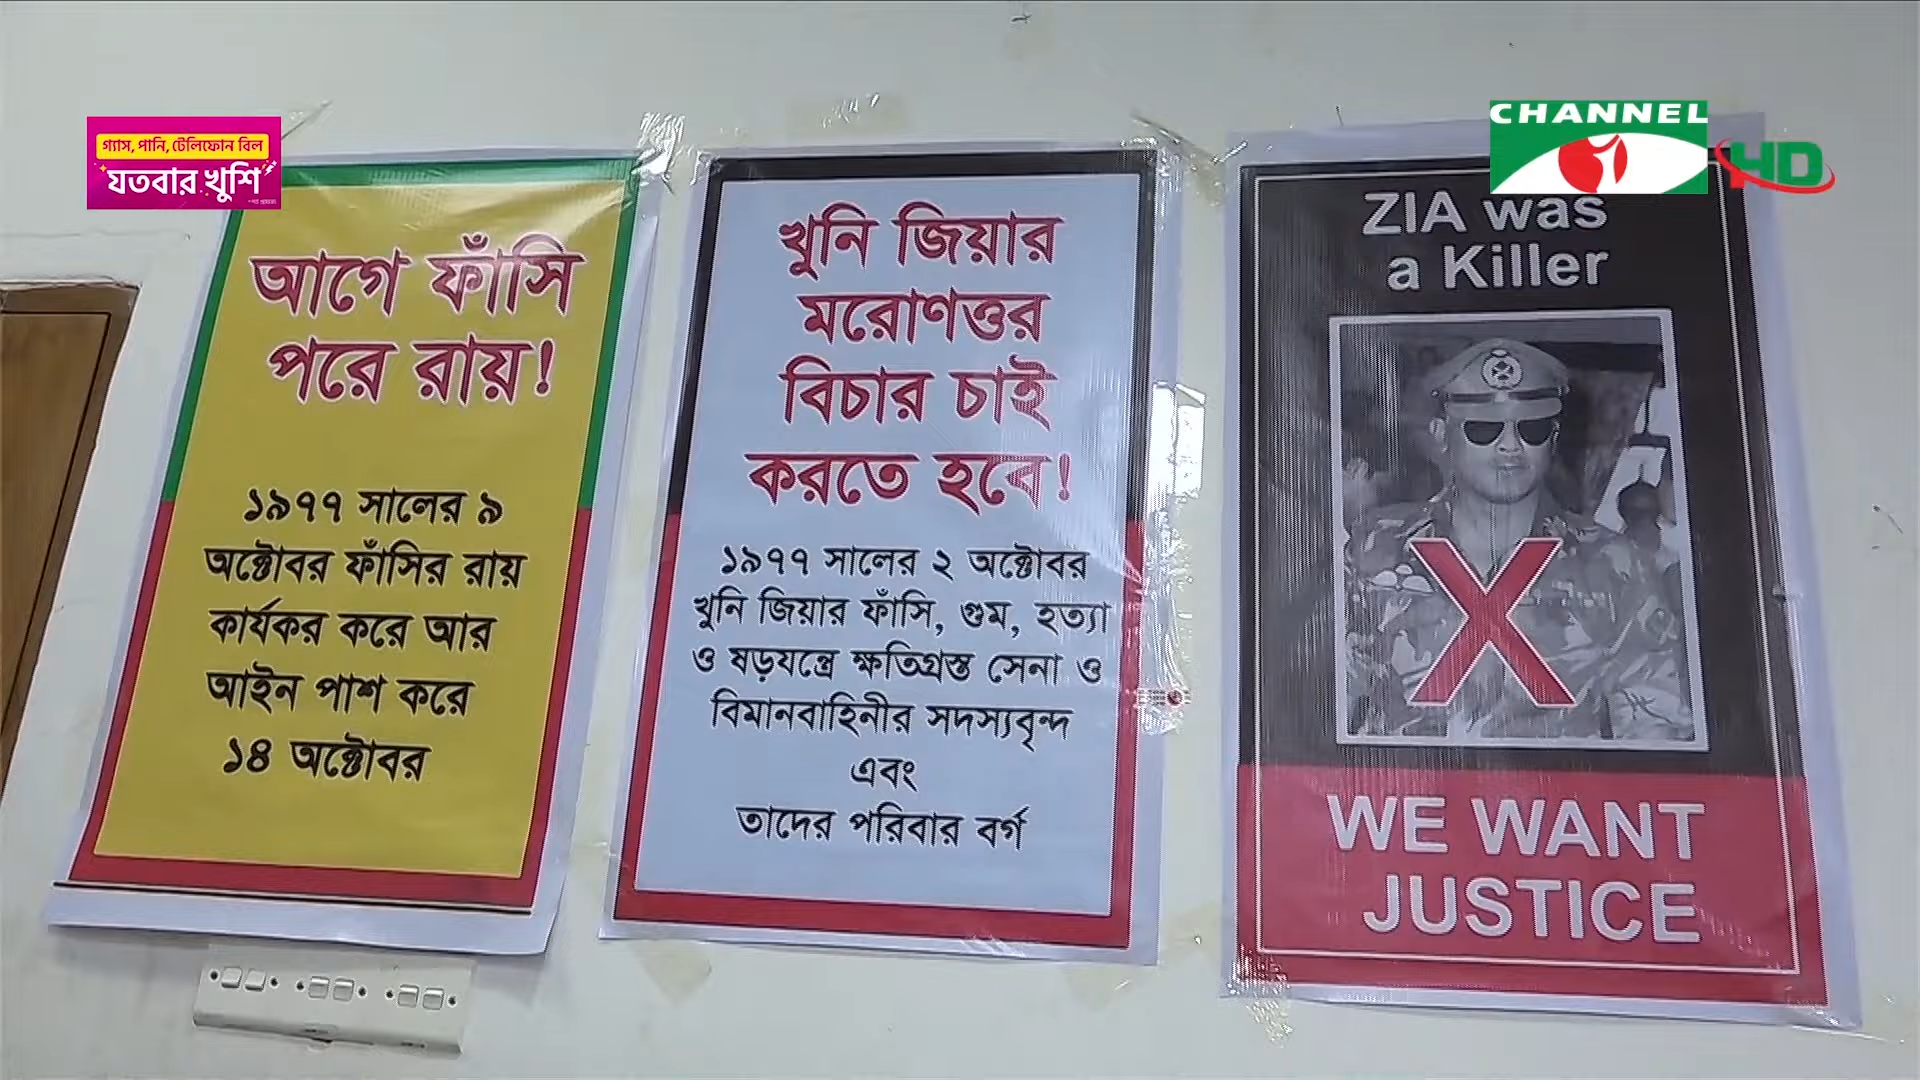 গ্যাস, পানি, টেলিফোন বিল
যতবার খুশি
CHANNEL
HD
আগে ফাঁসি
পরে রায়!
১৯৭৭ সালের ৯
অক্টোবর ফাঁসির রায়
কার্যকর করে আর
আইন পাশ করে
১৪ অক্টোবর
খুনি জিয়ার
মরোণত্তর
বিচার চাই
করতে হবে!
১৯৭৭ সালের ২ অক্টোবর
খুনি জিয়ার ফাঁসি, গুম, হত্যা
ও ষড়যন্ত্রে ক্ষতিগ্রস্ত সেনা ও
বিমানবাহিনীর সদস্যবৃন্দ
এবং
তাদের পরিবার বর্গ
ZIA was
a Killer
X
WE WANT
JUSTICE